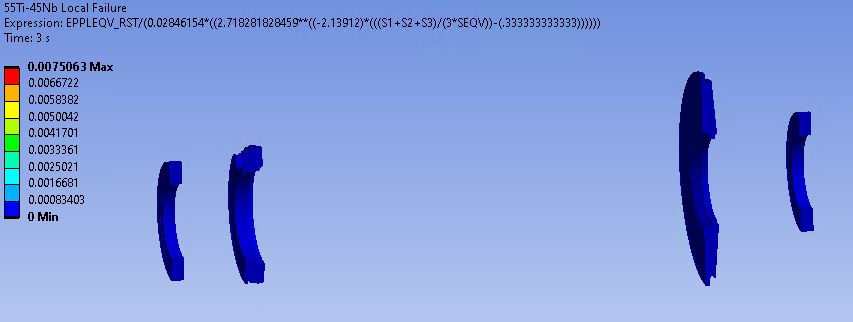 55Ti-45Nb Local Failure
Expression: EPPLEQV_RST/(0.02846154*((2.718281828459**((-2.13912)*(((S1+S2+S3)/(3*SEQV))-(.333333333333))))))
Time: 3 s
0.0075063 Max
0.0066722
0.0058382
0.0050042
0.0041701
0.0033361
0.0025021
0.0016681
0.00083403
0 Min